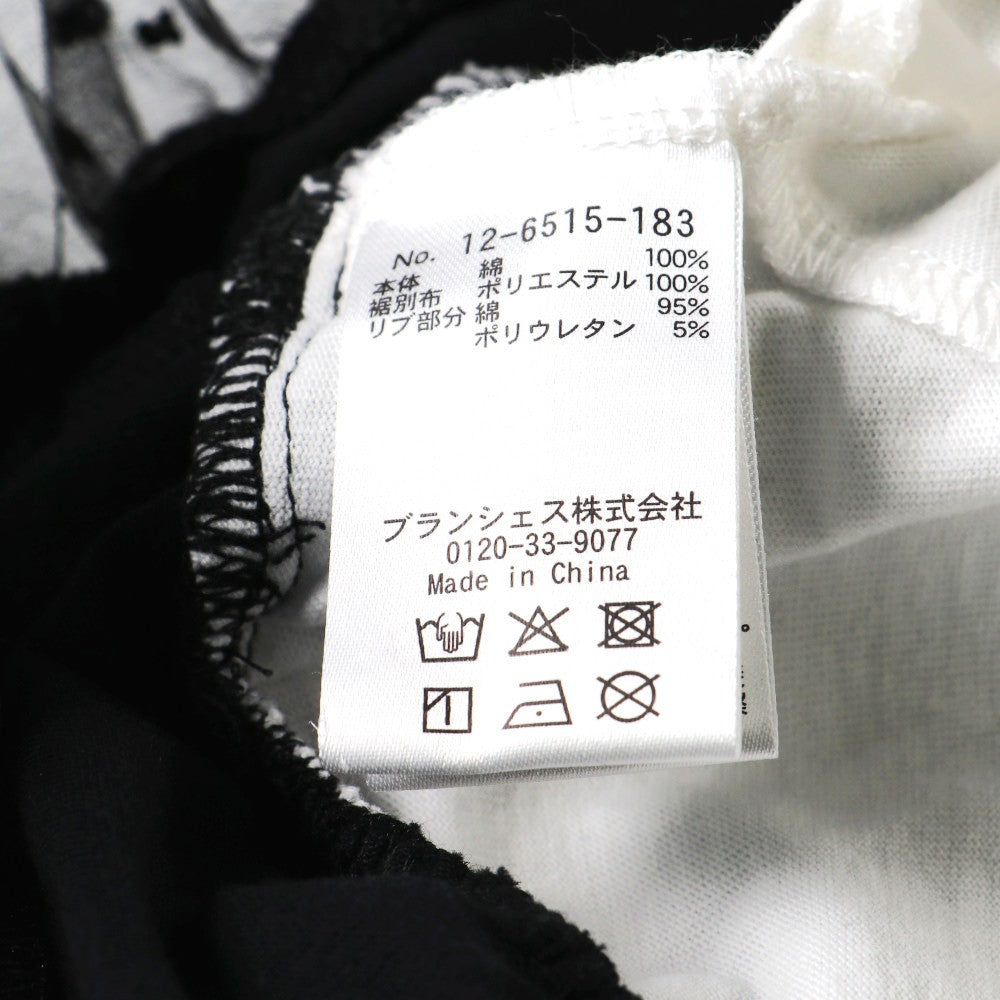 No. 12-6515-183
本体 綿 100%
裾別布 ポリエステル 100%
リブ部分 綿 95%
ポリウレタン 5%
ブランシェス株式会社
0120-33-9077
Made in China